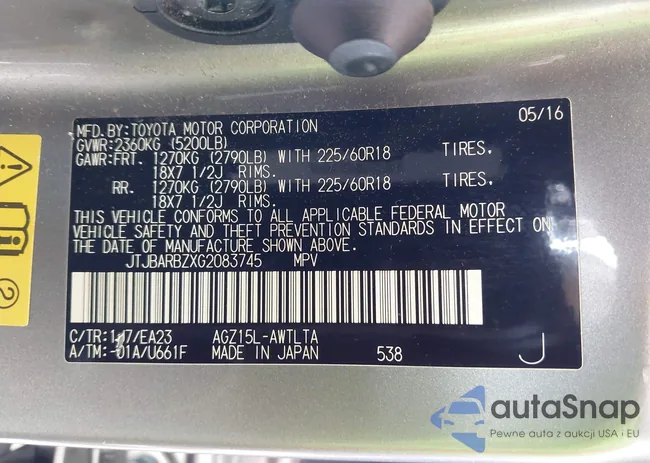 MFD.BY:TOYOTA MOTOR CORPORATION 05/16
GVWR:2360KG (5200LB)
GAWR:FRT. 1270KG (2790LB) WITH 225/60R18 TIRES.
18X7 1/2J RIMS.
RR. 1270KG (2790LB) WITH 225/60R18 TIRES.
18X7 1/2J RIMS.
THIS VEHICLE CONFORMS TO ALL APPLICABLE FEDERAL MOTOR
VEHICLE SAFETY AND THEFT PREVENTION STANDARDS IN EFFECT ON
THE DATE OF MANUFACTURE SHOWN ABOVE.
JTJBARBZXG2083745 MPV
C/TR: /EA23 AGZ15L-AWTLTA
A/TM:-01A/U661F MADE IN JAPAN 538 J
2
autaSnap
Pewne auta z aukcji USA i EU